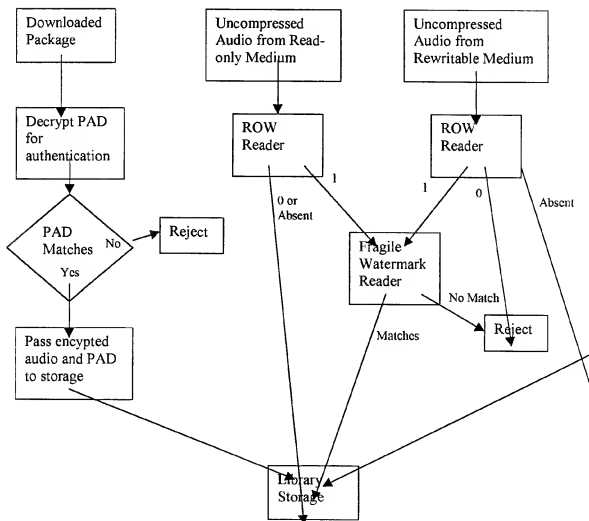 Downloaded
Package
Uncompressed
Audio from Read-
only Medium
Uncompressed
Audio from
Rewritable Medium
Decrypt PAD
for
authentication
ROW
Reader
ROW
Reader
1
0 or
Absent
1
0
Absent
PAD
Matches
No
Yes
Reject
Fragile
Watermark
Reader
No Match
Reject
Matches
Pass encypted
audio and PAD
to storage
Library
Storage